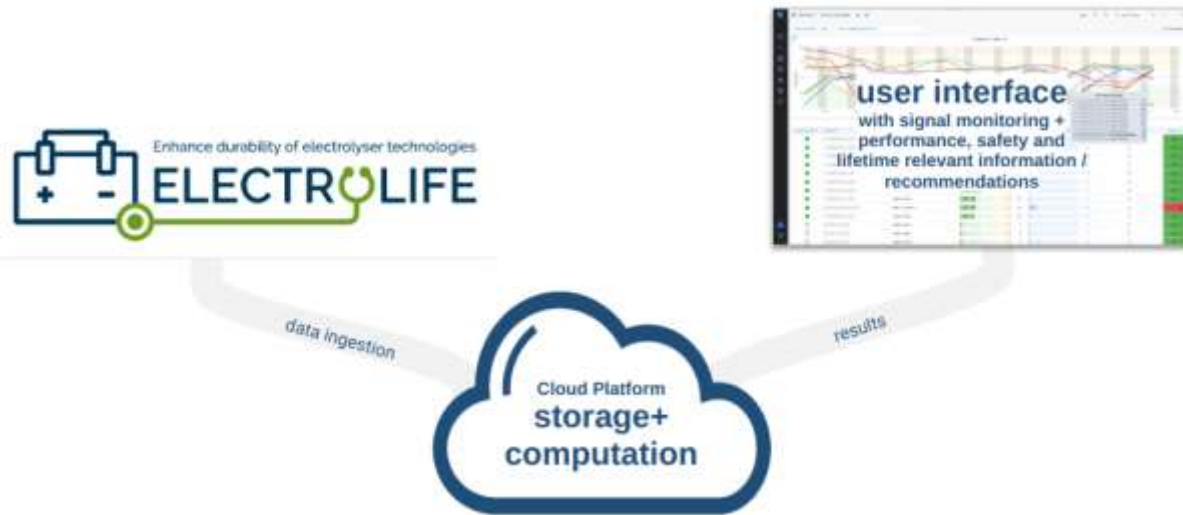 Enhance durability of electrolyser technologies
ELECTROLIFE
user interface
with signal monitoring +
performance, safety and
lifetime relevant information /
recommendations
data ingestion
results
Cloud Platform
storage+
computation